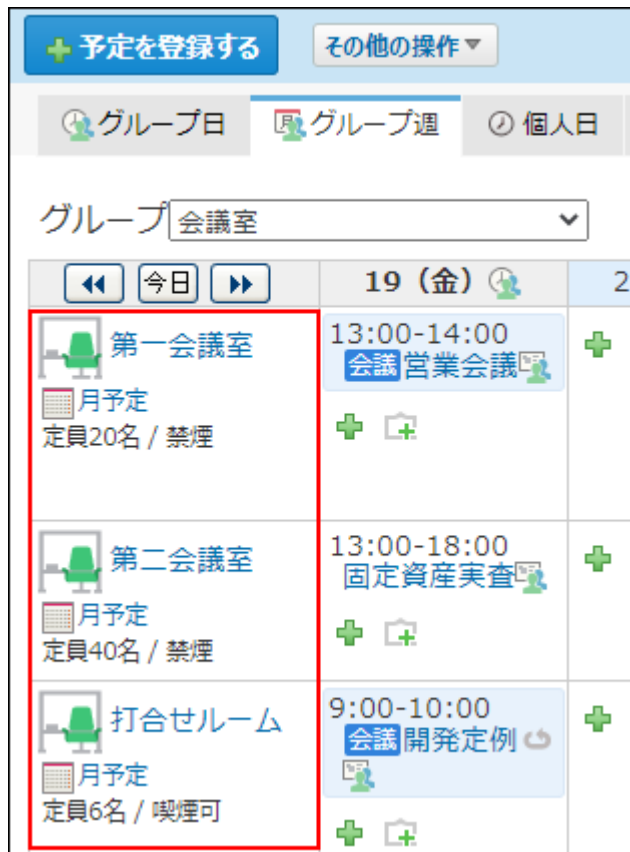 予定を登録する その他の操作
グループ日 グループ週 個人日
グループ 会議室
今日 19（金） 2
第一会議室 13:00-14:00
会議 営業会議
月予定
定員20名 / 禁煙
第二会議室 13:00-18:00
固定資産実査
月予定
定員40名 / 禁煙
打合せルーム 9:00-10:00
会議 開発定例
月予定
定員6名 / 喫煙可